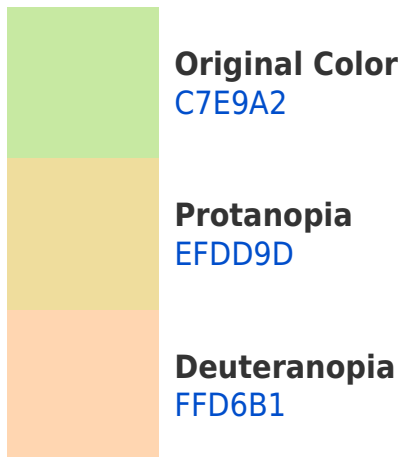 Original Color
C7E9A2
Protanopia
EFDD9D
Deuteranopia
FFD6B1